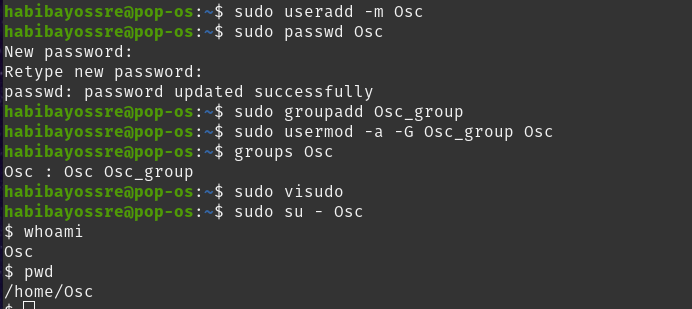 habibayossre@pop-os:~$ sudo useradd -m Osc
habibayossre@pop-os:~$ sudo passwd Osc
New password:
Retype new password:
passwd: password updated successfully
habibayossre@pop-os:~$ sudo groupadd Osc_group
habibayossre@pop-os:~$ sudo usermod -a -G Osc_group Osc
habibayossre@pop-os:~$ groups Osc
Osc : Osc Osc_group
habibayossre@pop-os:~$ sudo visudo
habibayossre@pop-os:~$ sudo su - Osc
$ whoami
Osc
$ pwd
/home/Osc
$